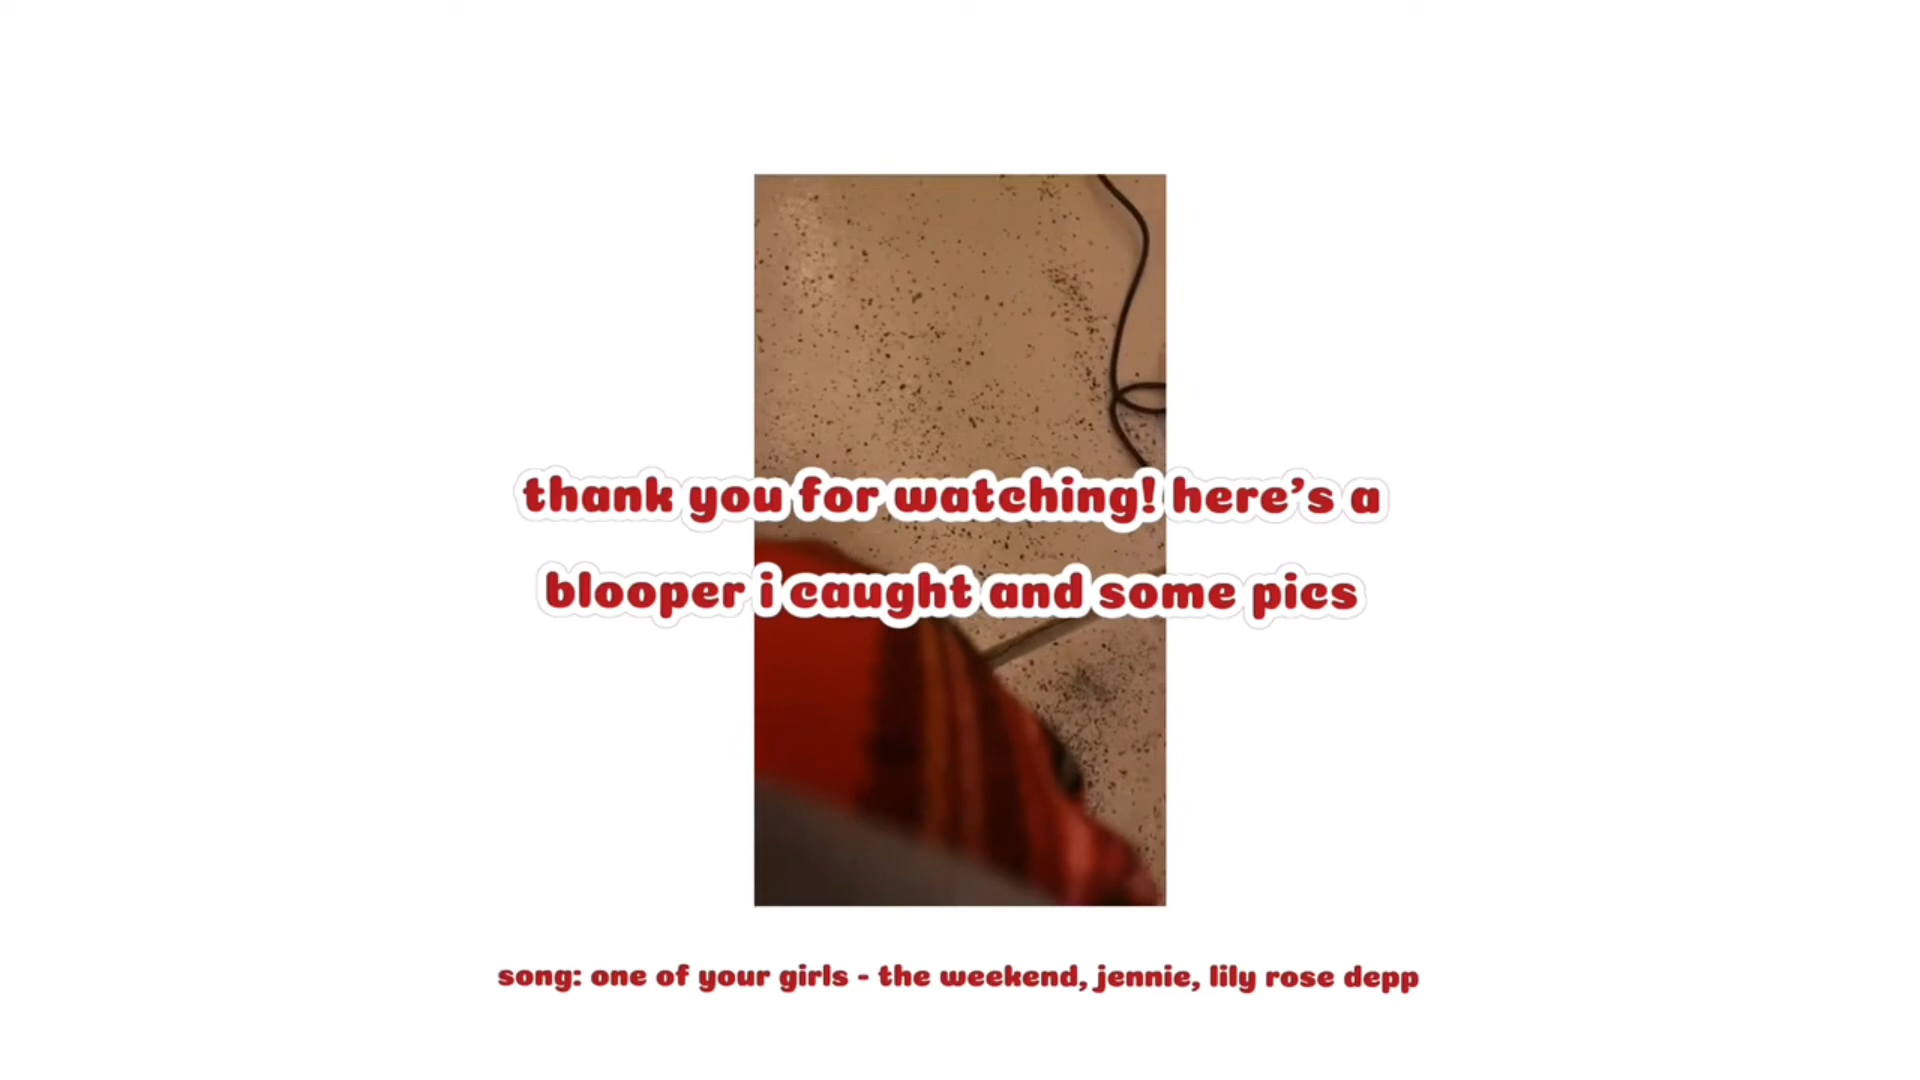 thank you for watching! here’s a
blooper i caught and some pics
song: one of your girls - the weekend, jennie, lily rose depp